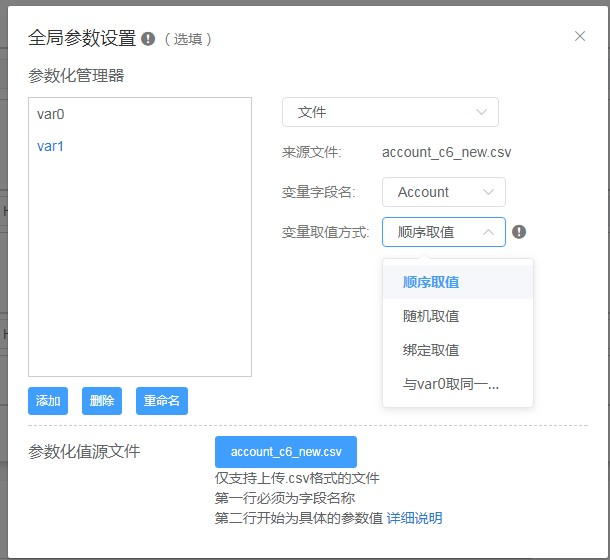 全局参数设置 （选填）
参数化管理器
var0
var1
文件
来源文件: account_c6_new.csv
变量字段名: Account
变量取值方式: 顺序取值
顺序取值
随机取值
绑定取值
与var0取同一...
添加 删除 重命名
参数化值源文件 account_c6_new.csv
仅支持上传.csv格式的文件
第一行必须为字段名称
第二行开始为具体的参数值 详细说明